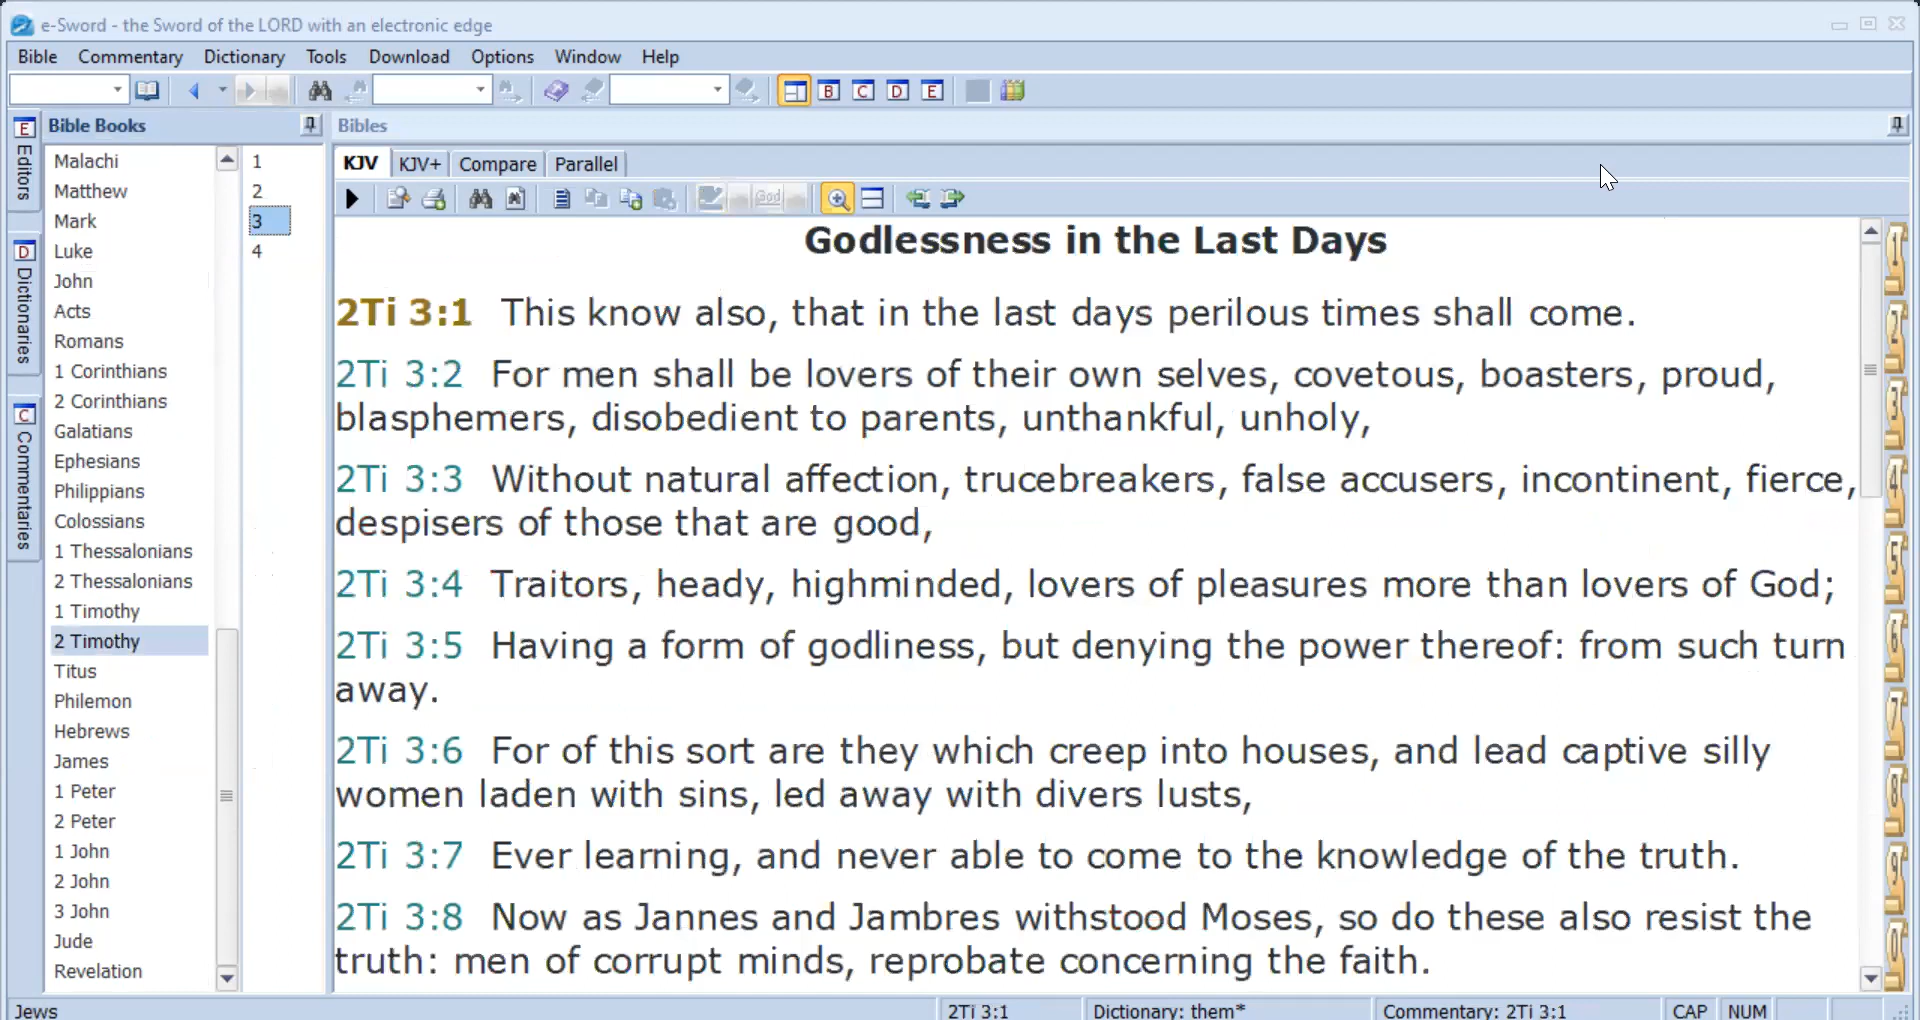 e-Sword - the Sword of the LORD with an electronic edge
Bible Commentary Dictionary Tools Download Options Window Help
B C D E
E Editors
D Dictionaries
C Commentaries
Bible Books
Malachi
Matthew
Mark
Luke
John
Acts
Romans
1 Corinthians
2 Corinthians
Galatians
Ephesians
Philippians
Colossians
1 Thessalonians
2 Thessalonians
1 Timothy
2 Timothy
Titus
Philemon
Hebrews
James
1 Peter
2 Peter
1 John
2 John
3 John
Jude
Revelation
1
2
3
4
Bibles
KJV KJV+ Compare Parallel
God
Godlessness in the Last Days
2Ti 3:1 This know also, that in the last days perilous times shall come.
2Ti 3:2 For men shall be lovers of their own selves, covetous, boasters, proud,
blasphemers, disobedient to parents, unthankful, unholy,
2Ti 3:3 Without natural affection, trucebreakers, false accusers, incontinent, fierce,
despisers of those that are good,
2Ti 3:4 Traitors, heady, highminded, lovers of pleasures more than lovers of God;
2Ti 3:5 Having a form of godliness, but denying the power thereof: from such turn
away.
2Ti 3:6 For of this sort are they which creep into houses, and lead captive silly
women laden with sins, led away with divers lusts,
2Ti 3:7 Ever learning, and never able to come to the knowledge of the truth.
2Ti 3:8 Now as Jannes and Jambres withstood Moses, so do these also resist the
truth: men of corrupt minds, reprobate concerning the faith.
1
2
3
4
5
6
7
8
9
0
Jews 2Ti 3:1 Dictionary: them* Commentary: 2Ti 3:1 CAP NUM